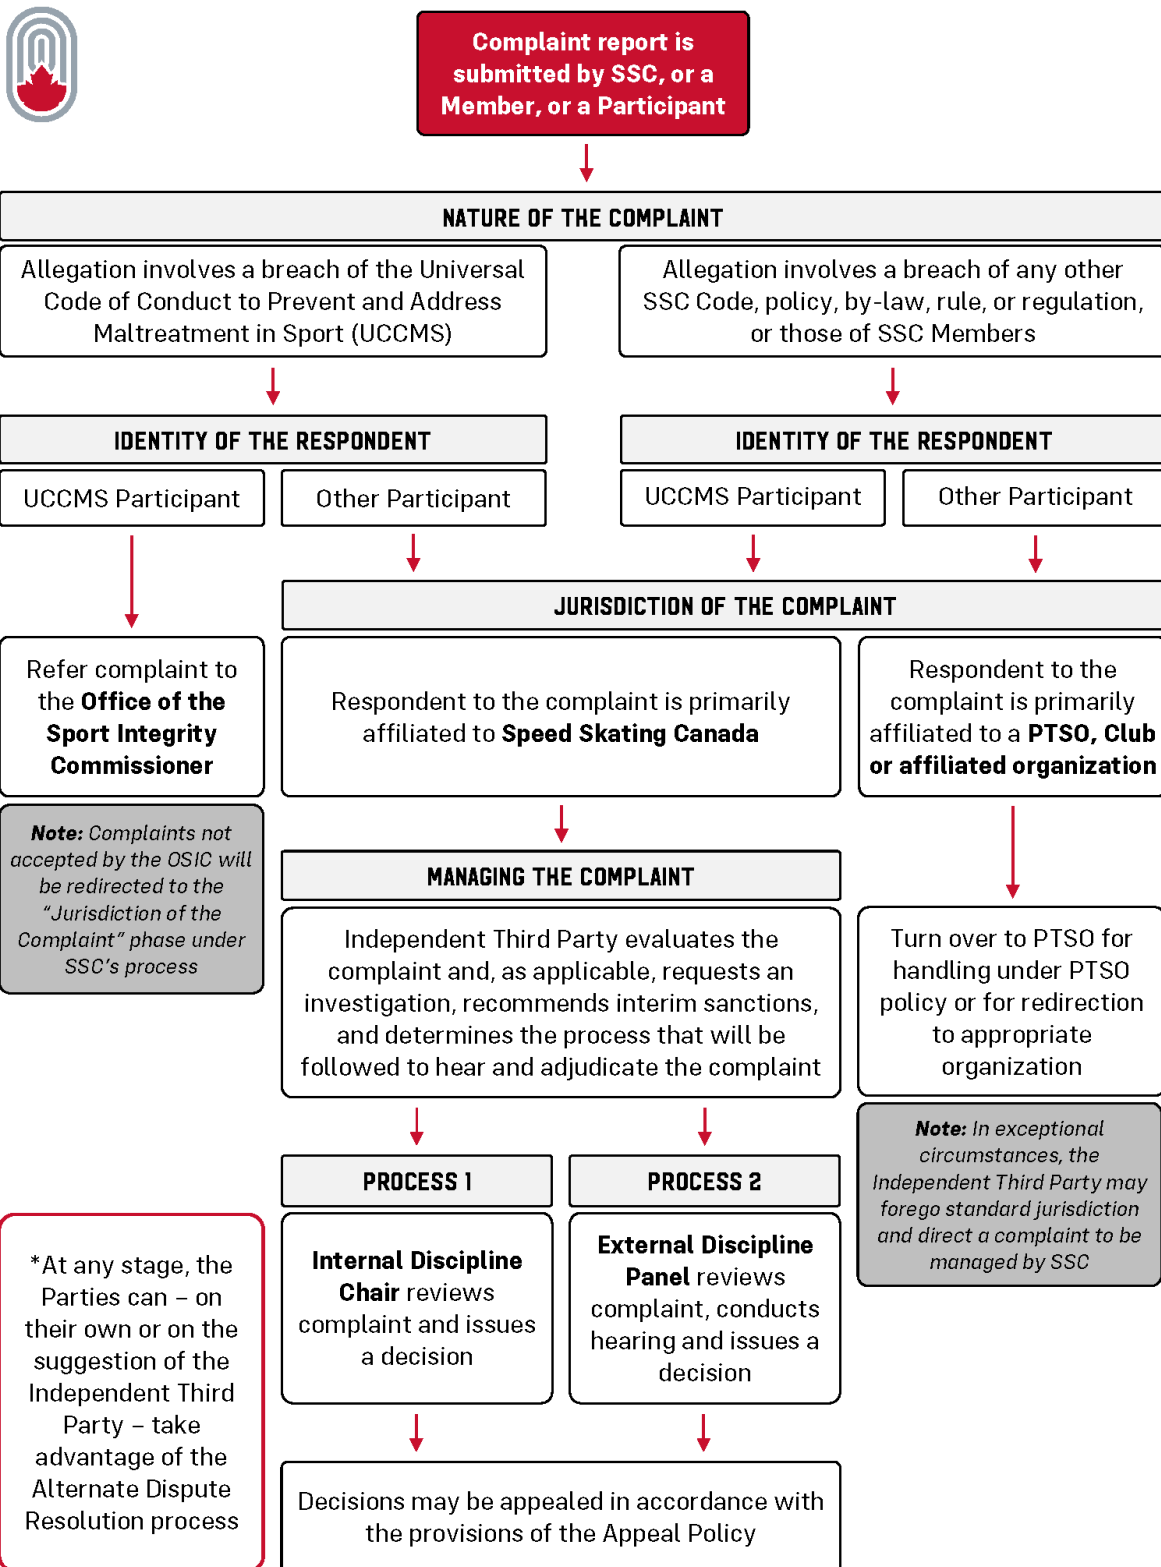 Complaint report is
submitted by SSC, or a
Member, or a Participant
NATURE OF THE COMPLAINT
Allegation involves a breach of the Universal
Code of Conduct to Prevent and Address
Maltreatment in Sport (UCCMS)
Allegation involves a breach of any other
SSC Code, policy, by-law, rule, or regulation,
or those of SSC Members
IDENTITY OF THE RESPONDENT
IDENTITY OF THE RESPONDENT
UCCMS Participant
Other Participant
UCCMS Participant
Other Participant
JURISDICTION OF THE COMPLAINT
Refer complaint to
the Office of the
Sport Integrity
Commissioner
Respondent to the complaint is primarily
affiliated to Speed Skating Canada
Respondent to the
complaint is primarily
affiliated to a PTSO, Club
or affiliated organization
Note: Complaints not
accepted by the OSIC will
be redirected to the
“Jurisdiction of the
Complaint” phase under
SSC’s process
MANAGING THE COMPLAINT
Independent Third Party evaluates the
complaint and, as applicable, requests an
investigation, recommends interim sanctions,
and determines the process that will be
followed to hear and adjudicate the complaint
Turn over to PTSO for
handling under PTSO
policy or for redirection
to appropriate
organization
Note: In exceptional
circumstances, the
Independent Third Party may
forego standard jurisdiction
and direct a complaint to be
managed by SSC
PROCESS 1
PROCESS 2
Internal Discipline
Chair reviews
complaint and issues
a decision
External Discipline
Panel reviews
complaint, conducts
hearing and issues a
decision
*At any stage, the
Parties can – on
their own or on the
suggestion of the
Independent Third
Party – take
advantage of the
Alternate Dispute
Resolution process
Decisions may be appealed in accordance with
the provisions of the Appeal Policy